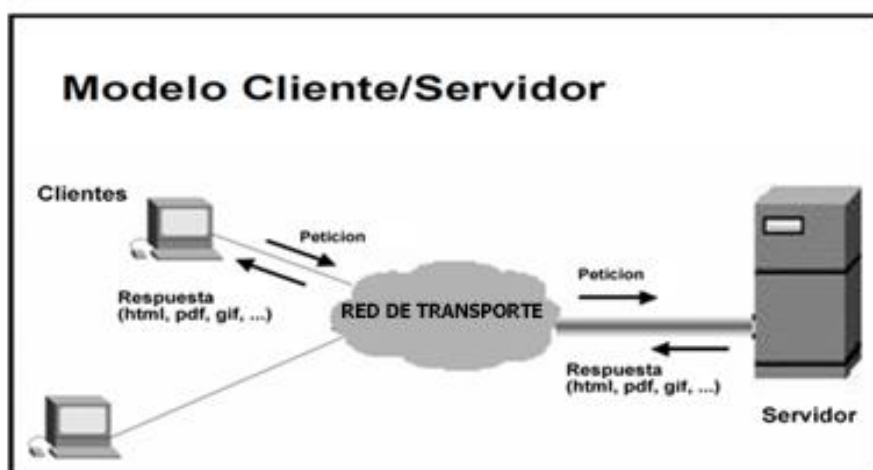 Modelo Cliente/Servidor
Clientes
Peticion
Respuesta
(html, pdf, gif, ...)
RED DE TRANSPORTE
Peticion
Respuesta
(html, pdf, gif, ...)
Servidor